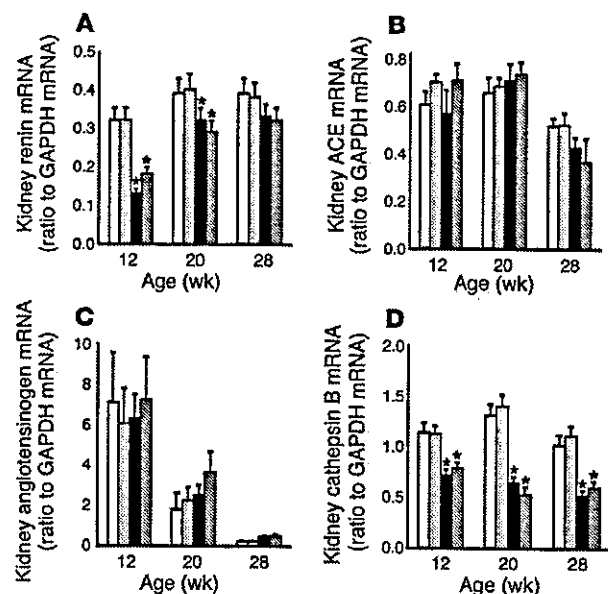 A
Kidney renin mRNA
(ratio to GAPDH mRNA)
0.5
0.4
0.3
0.2
0.1
0.0
* * * *
12 20 28
Age (wk)
B
Kidney ACE mRNA
(ratio to GAPDH mRNA)
0.8
0.6
0.4
0.2
0.0
12 20 28
Age (wk)
C
Kidney angiotensinogen mRNA
(ratio to GAPDH mRNA)
10
8
6
4
2
0
12 20 28
Age (wk)
D
Kidney cathepsin B mRNA
(ratio to GAPDH mRNA)
2.0
1.5
1.0
0.5
0.0
* * * * * *
12 20 28
Age (wk)